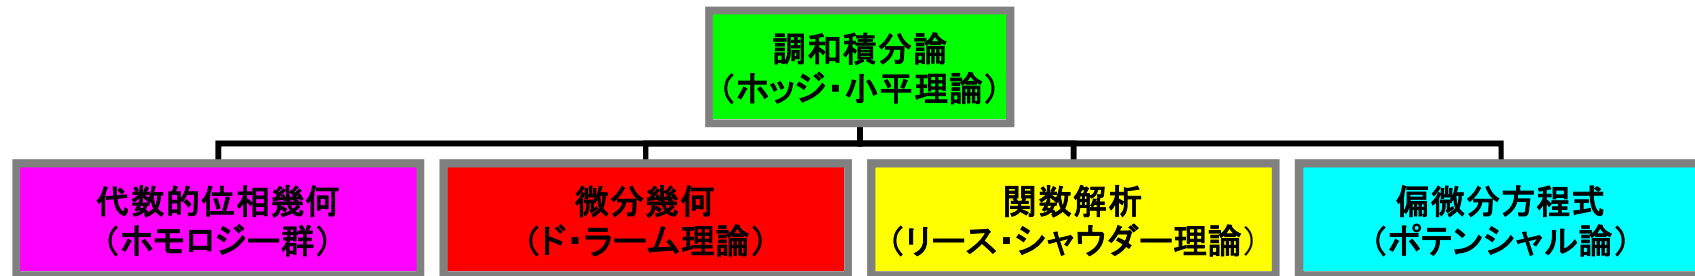 調和積分論
（ホッジ・小平理論）
代数的位相幾何
（ホモロジー群）
微分幾何
（ド・ラーム理論）
関数解析
（リース・シャウダー理論）
偏微分方程式
（ポテンシャル論）